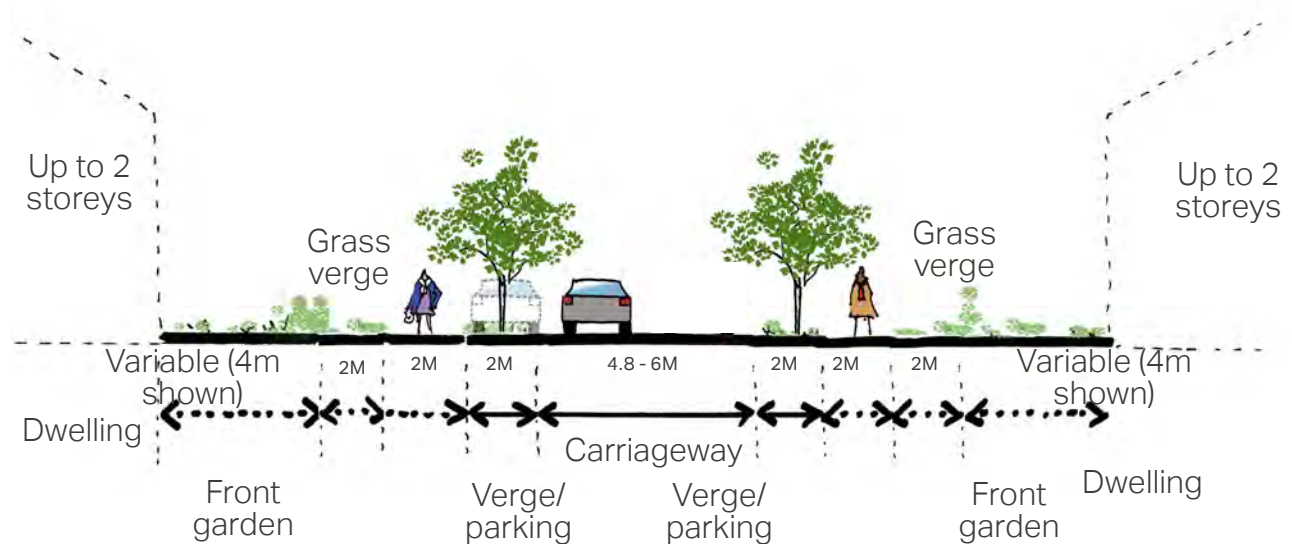 Up to 2
storeys
Up to 2
storeys
Grass
verge
Grass
verge
Variable (4m
shown)
2M
2M
2M
4.8 - 6M
2M
2M
2M
Variable (4m
shown)
Dwelling
Carriageway
Dwelling
Front
garden
Verge/
parking
Verge/
parking
Front
garden